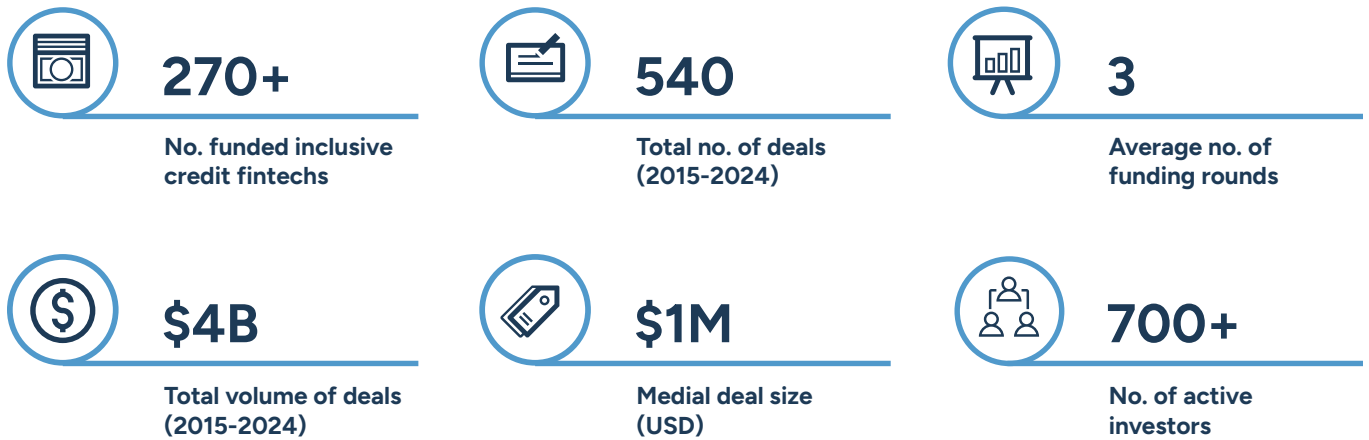 270+
No. funded inclusive
credit fintechs
540
Total no. of deals
(2015-2024)
3
Average no. of
funding rounds
$4B
Total volume of deals
(2015-2024)
$1M
Medial deal size
(USD)
700+
No. of active
investors